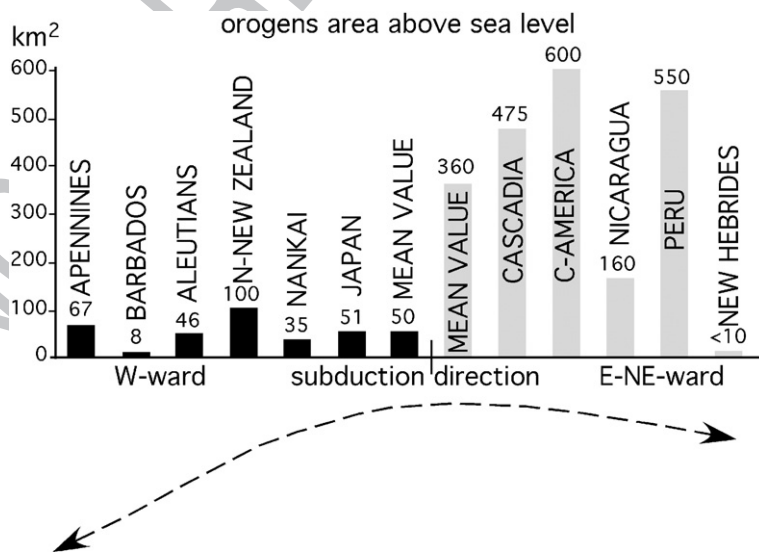 orogens area above sea level
km2
600
500
400
300
200
100
0
APENNINES
67
BARBADOS
8
ALEUTIANS
46
N-NEW ZEALAND
100
NANKAI
35
JAPAN
51
MEAN VALUE
50
360
MEAN VALUE
475
CASCADIA
600
C-AMERICA
NICARAGUA
160
550
PERU
NEW HEBRIDES
<10
W-ward subduction direction E-NE-ward